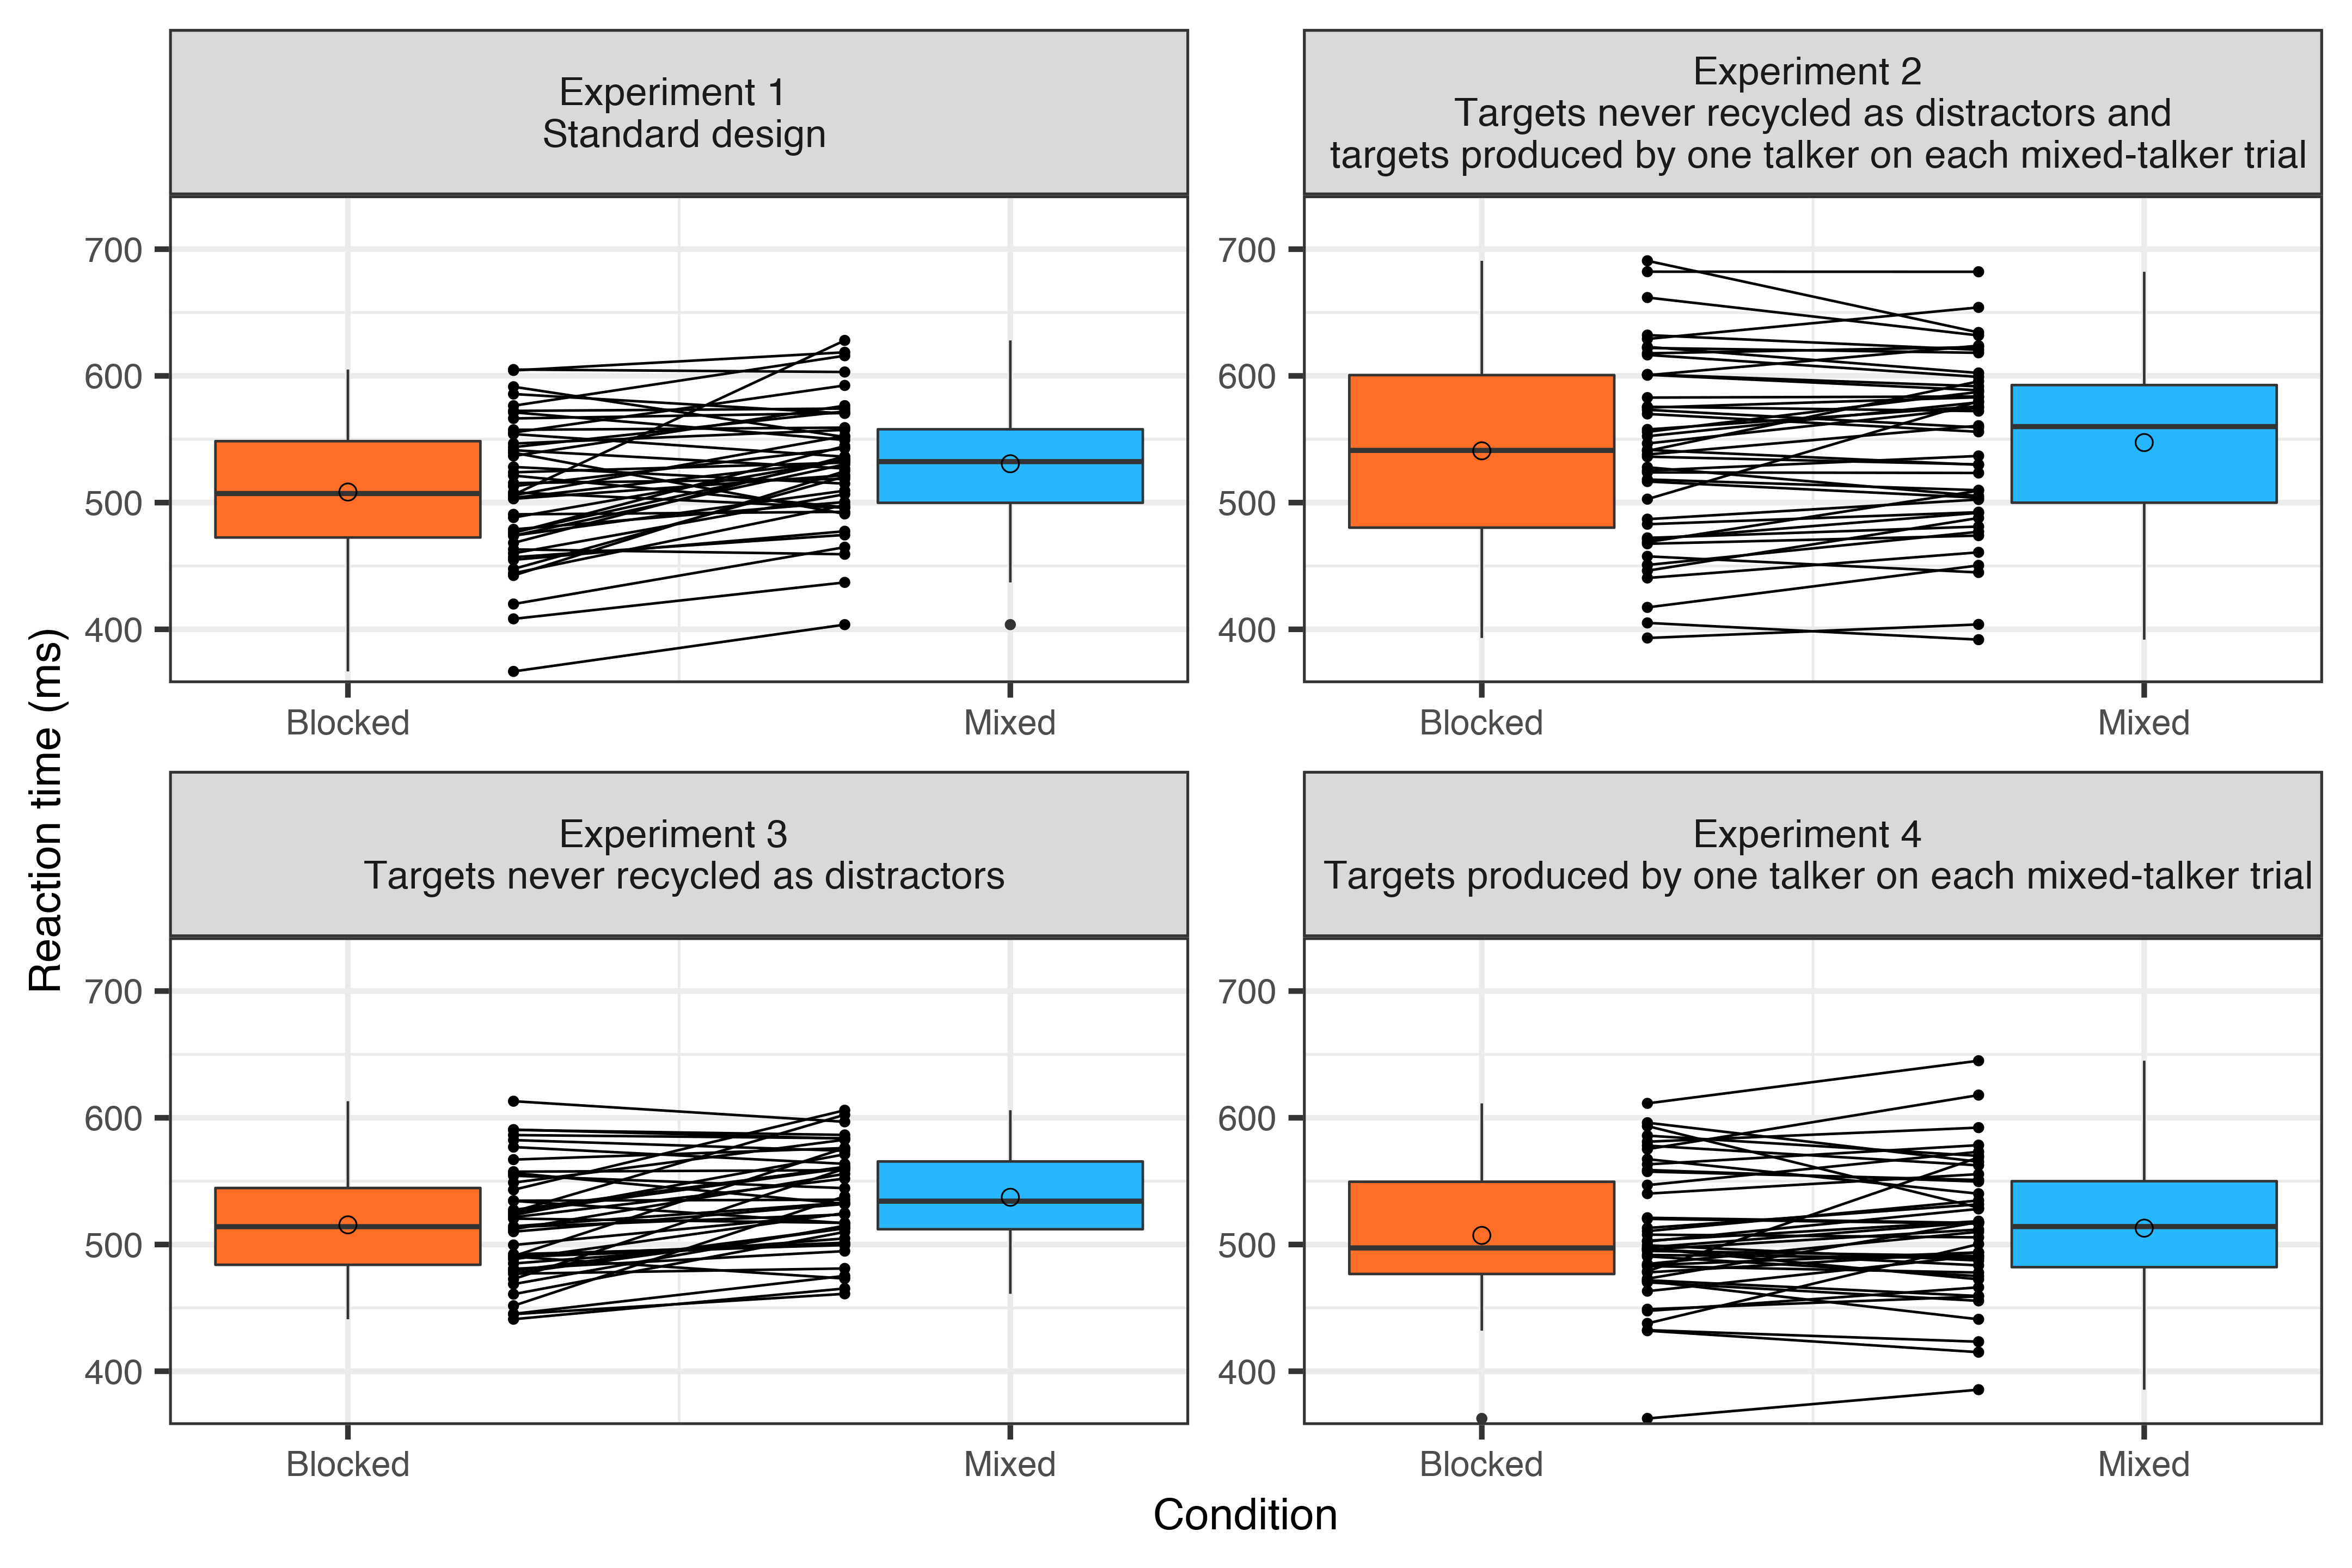 Experiment 1
Standard design
Experiment 2
Targets never recycled as distractors and
targets produced by one talker on each mixed-talker trial
700
600
500
400
700
600
500
400
Blocked
Mixed
Blocked
Mixed
Reaction time (ms)
Experiment 3
Targets never recycled as distractors
Experiment 4
Targets produced by one talker on each mixed-talker trial
700
600
500
400
700
600
500
400
Blocked
Mixed
Blocked
Mixed
Condition